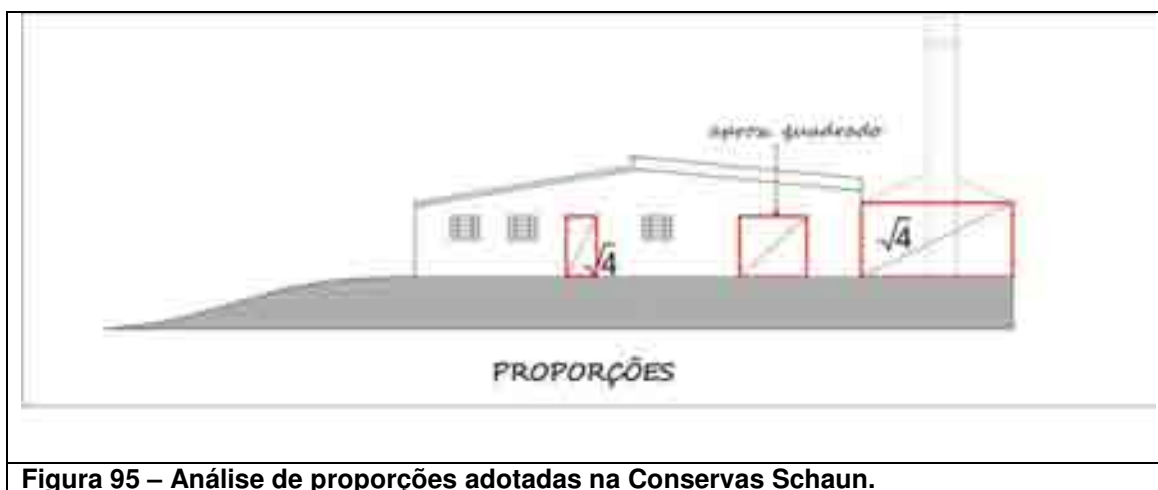 aprox. quadrado
√4
√4
PROPORÇÕES
Figura 95 – Análise de proporções adotadas na Conservas Schaun.